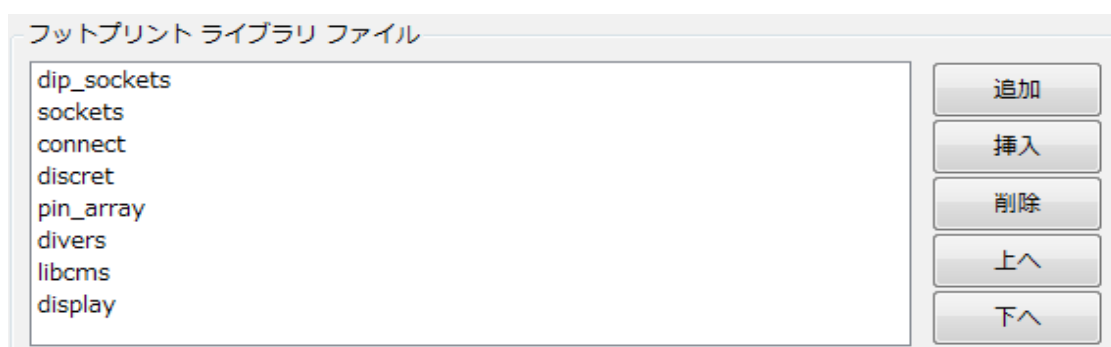 フットプリント ライブラリ ファイル
dip_sockets
sockets
connect
discret
pin_array
divers
libcms
display
追加
挿入
削除
上へ
下へ